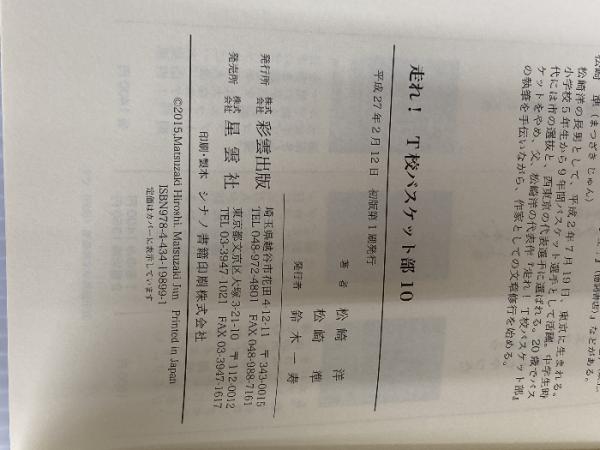 松崎 準(まつざき じゅん)
松崎洋の長男として、平成2年7月19日、東京に生まれる。
小学校5年生から9年間バスケット選手として活躍。中学生時
代には市の選抜と、西東京の代表選手に選ばれる。20歳でバス
ケットをやめ、父、松崎洋の代表作『走れ! T校バスケット部』
の執筆を手伝いながら、作家としての文章修行を始める。
走れ! T校バスケット部 10
平成27年2月12日 初版第1期発行
著者 松崎 洋
松崎 準
発行者 鈴木一寿
発行所 株式会社 彩雲出版 埼玉県越谷市花田4-12-11 〒343-0015
TEL 048-972-4801 FAX 048-988-7161
発売所 株式会社 星雲社 東京都文京区大塚3-21-10 〒112-0012
TEL 03-3947-1021 FAX 03-3947-1617
印刷・製本 シナノ書籍印刷株式会社
©2015,Matsuzaki Hiroshi, Matsuzaki Jun Printed in Japan
ISBN978-4-434-19899-1
定価はカバーに表示しています